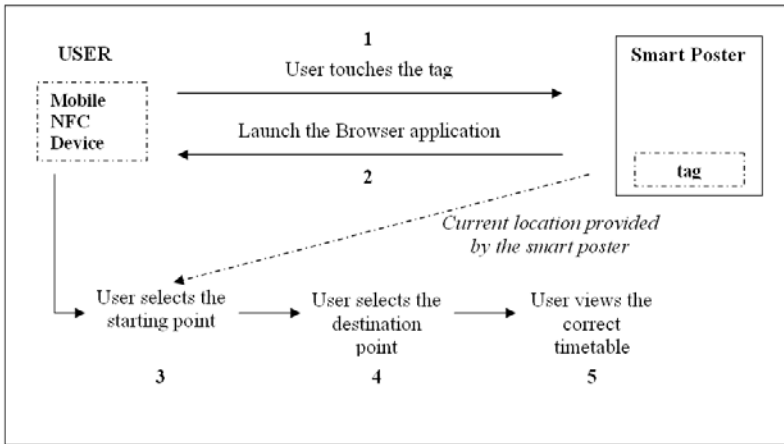 1
USER
Smart Poster
User touches the tag
Mobile
NFC
Device
Launch the Browser application
2
tag
Current location provided
by the smart poster
User selects the
starting point
3
User selects the
destination
point
4
User views the
correct
timetable
5